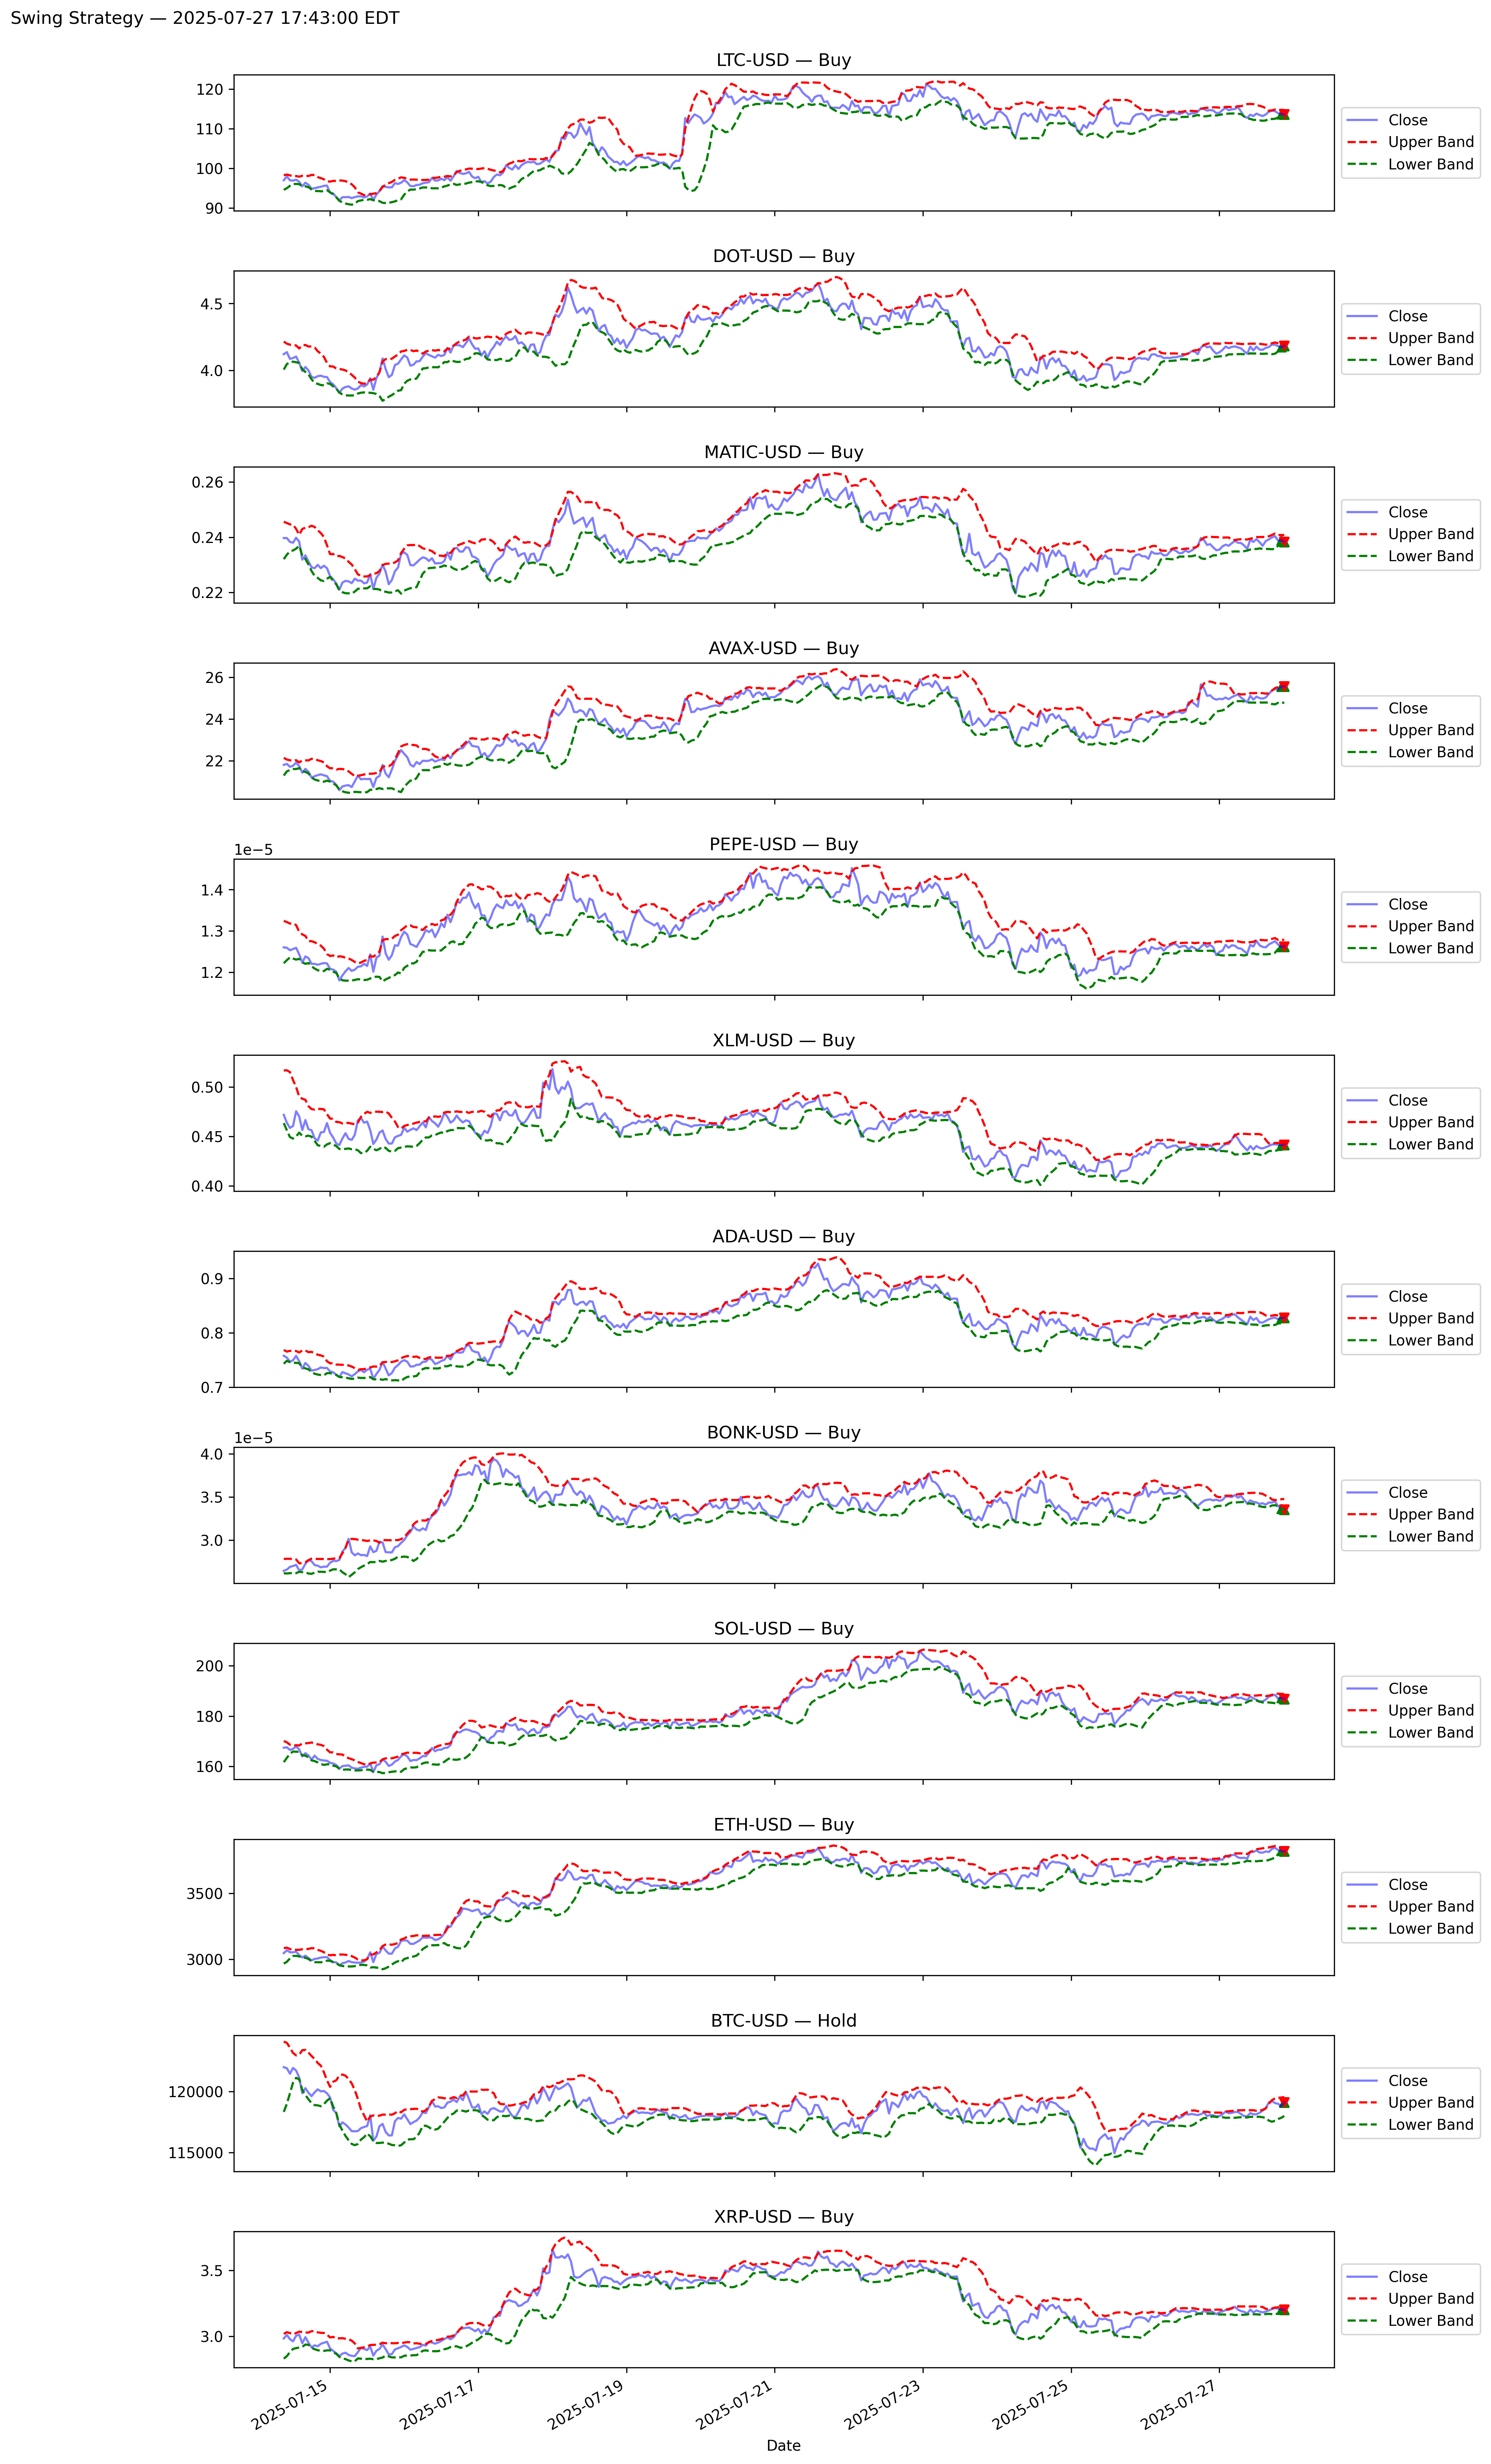 Swing Strategy — 2025-07-27 17:43:00 EDT
LTC-USD — Buy
120
110
100
90
Close
Upper Band
Lower Band
DOT-USD — Buy
4.5
4.0
Close
Upper Band
Lower Band
MATIC-USD — Buy
0.26
0.24
0.22
Close
Upper Band
Lower Band
AVAX-USD — Buy
26
24
22
Close
Upper Band
Lower Band
PEPE-USD — Buy
1e−5
1.4
1.3
1.2
Close
Upper Band
Lower Band
XLM-USD — Buy
0.50
0.45
0.40
Close
Upper Band
Lower Band
ADA-USD — Buy
0.9
0.8
0.7
Close
Upper Band
Lower Band
BONK-USD — Buy
1e−5
4.0
3.5
3.0
Close
Upper Band
Lower Band
SOL-USD — Buy
200
180
160
Close
Upper Band
Lower Band
ETH-USD — Buy
3500
3000
Close
Upper Band
Lower Band
BTC-USD — Hold
120000
115000
Close
Upper Band
Lower Band
XRP-USD — Buy
3.5
3.0
Close
Upper Band
Lower Band
2025-07-15
2025-07-17
2025-07-19
2025-07-21
2025-07-23
2025-07-25
2025-07-27
Date